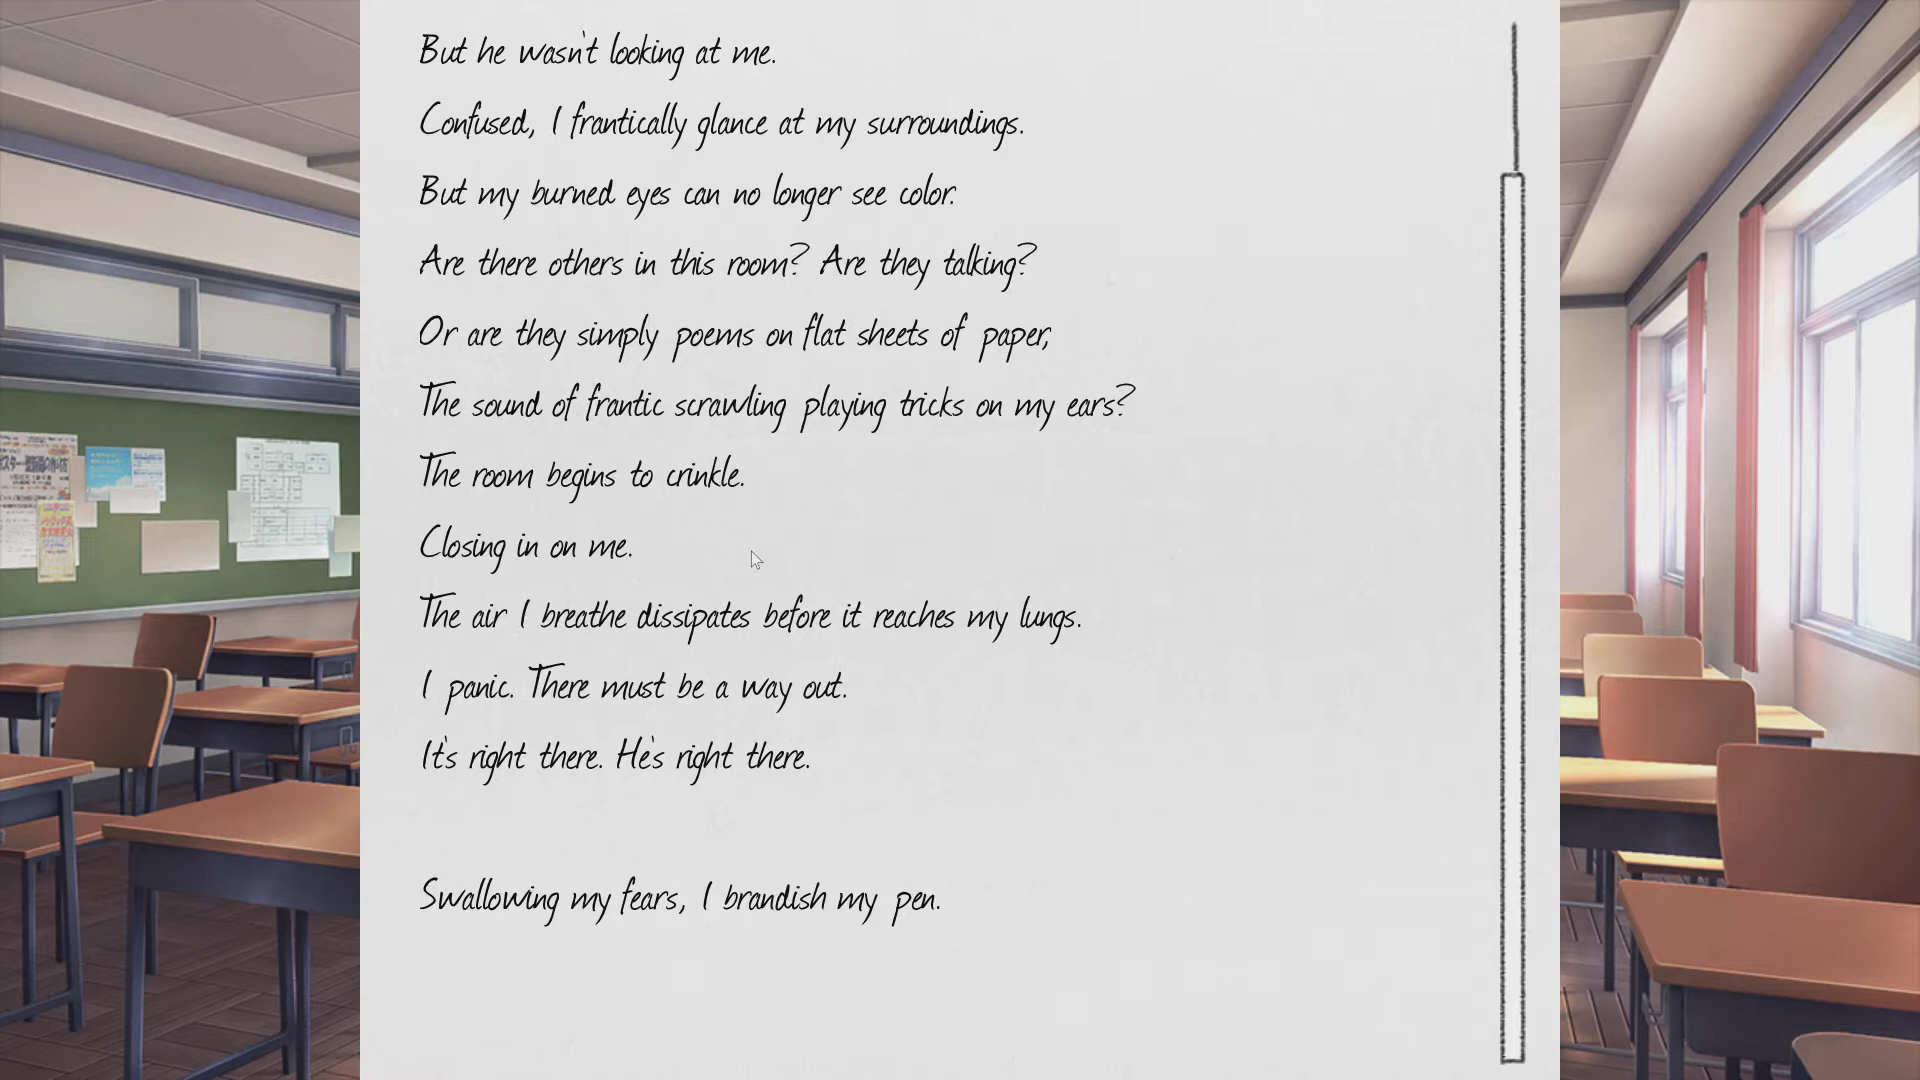 But he wasn't looking at me.
Confused, I frantically glance at my surroundings.
But my burned eyes can no longer see color.
Are there others in this room? Are they talking?
Or are they simply poems on flat sheets of paper,
The sound of frantic scrawling playing tricks on my ears?
The room begins to crinkle.
Closing in on me.
The air I breathe dissipates before it reaches my lungs.
I panic. There must be a way out.
It's right there. He's right there.
Swallowing my fears, I brandish my pen.